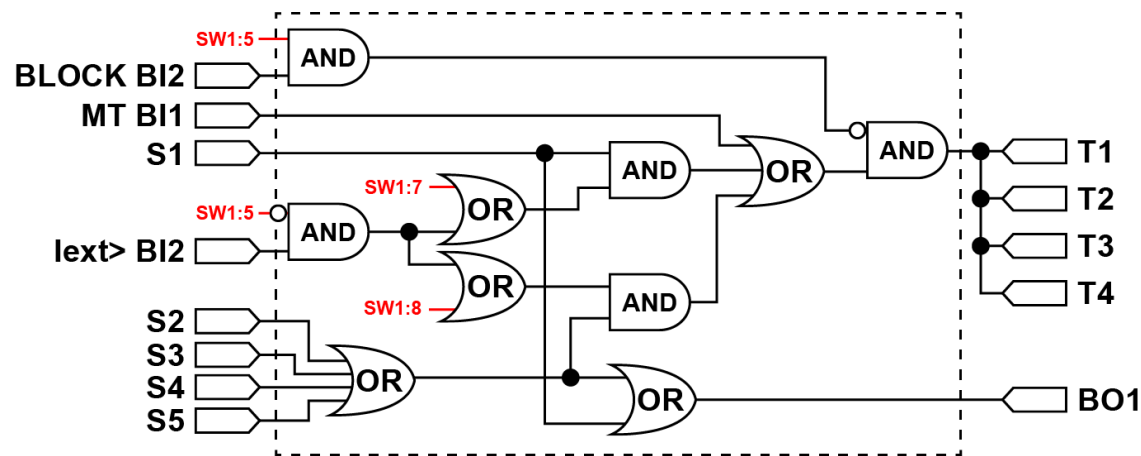 SW1:5
AND
BLOCK BI2
MT BI1
S1
AND
AND
T1
OR
SW1:7
OR
T2
SW1:5
AND
Iext> BI2
T3
OR
SW1:8
AND
T4
S2
S3
OR
S4
S5
OR
BO1